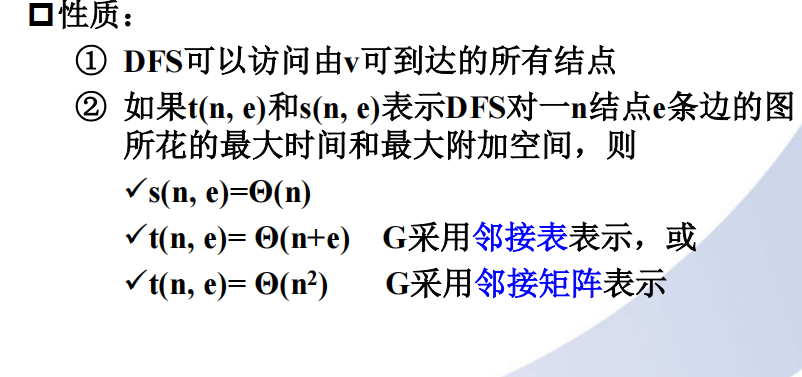 性质：
① DFS可以访问由v可到达的所有结点
② 如果t(n, e)和s(n, e)表示DFS对一n结点e条边的图
所花的最大时间和最大附加空间，则
✓s(n, e)=Θ(n)
✓t(n, e)= Θ(n+e) G采用邻接表表示，或
✓t(n, e)= Θ(n²) G采用邻接矩阵表示